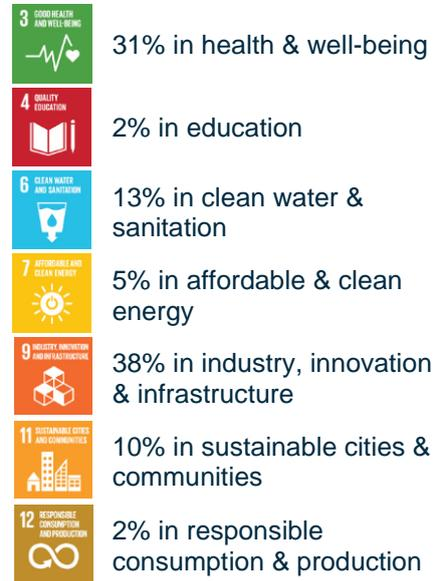 3 GOOD HEALTH
AND WELL-BEING
31% in health & well-being
4 QUALITY
EDUCATION
2% in education
6 CLEAN WATER
AND SANITATION
13% in clean water &
sanitation
7 AFFORDABLE AND
CLEAN ENERGY
5% in affordable & clean
energy
9 INDUSTRY, INNOVATION
AND INFRASTRUCTURE
38% in industry, innovation
& infrastructure
11 SUSTAINABLE CITIES
AND COMMUNITIES
10% in sustainable cities &
communities
12 RESPONSIBLE
CONSUMPTION
AND PRODUCTION
2% in responsible
consumption & production